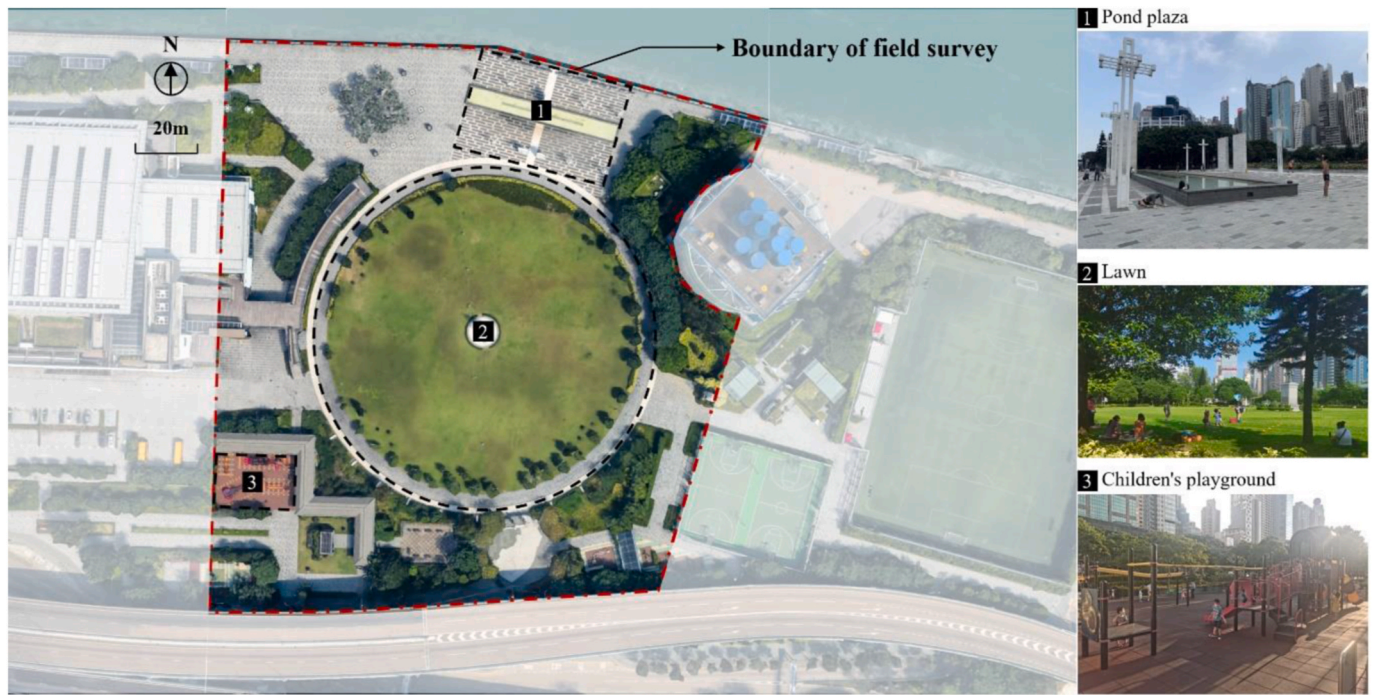 N
20m
Boundary of field survey
1
2
3
1 Pond plaza
2 Lawn
3 Children's playground